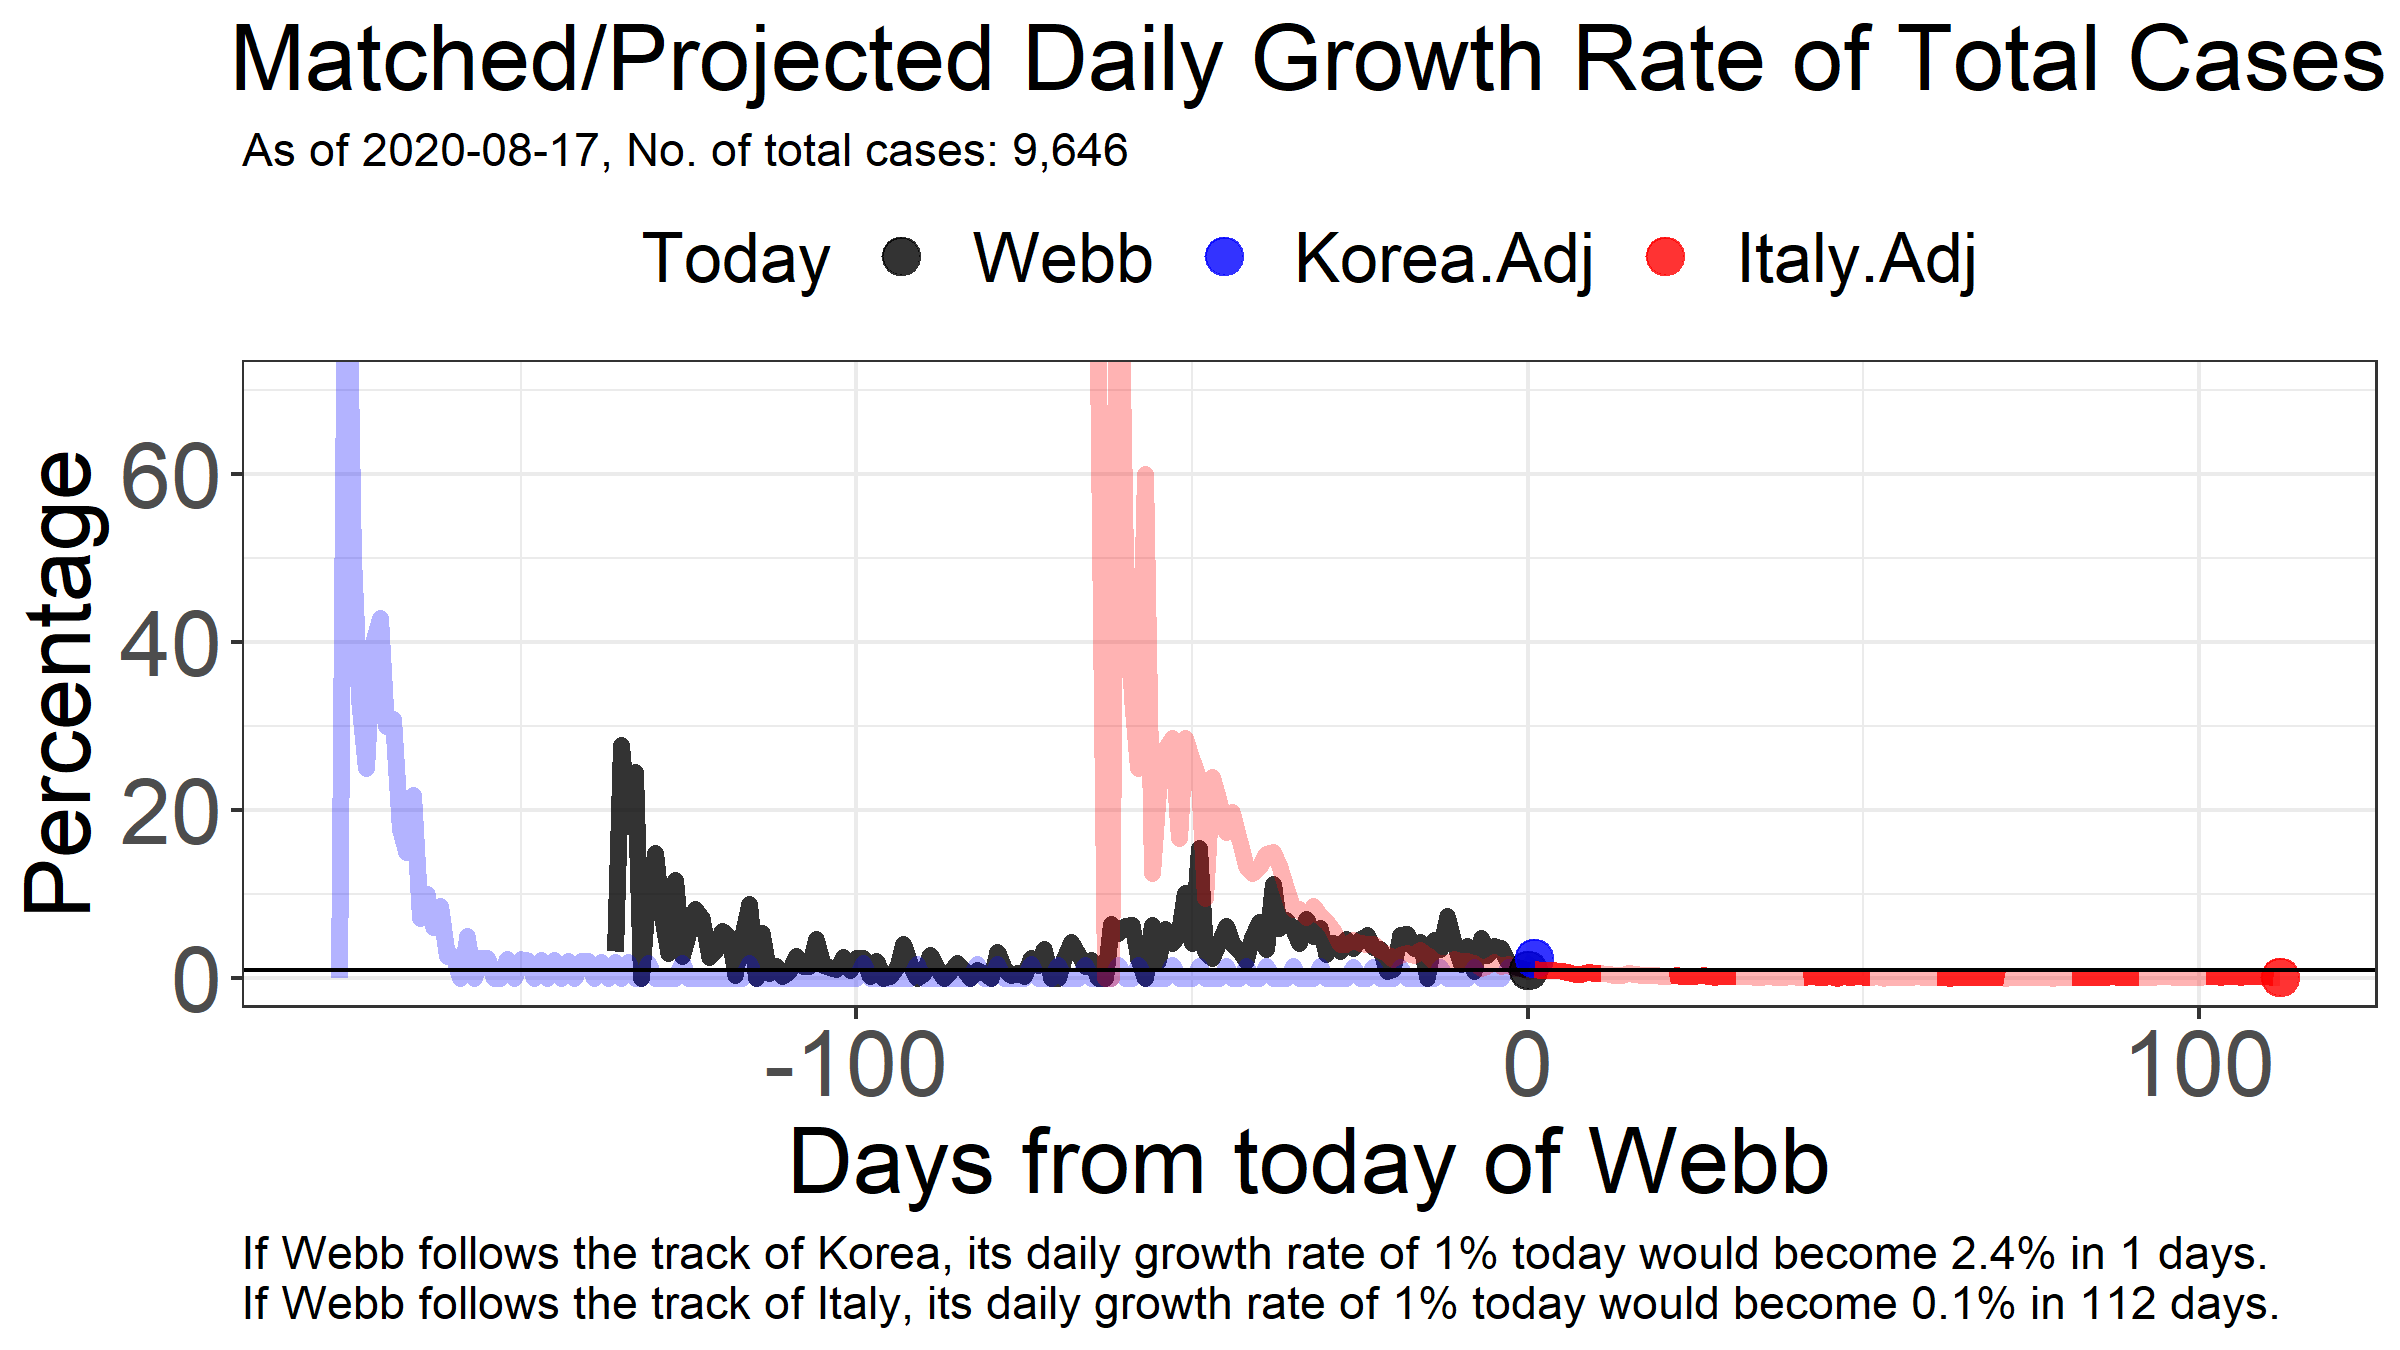 Matched/Projected Daily Growth Rate of Total Cases
As of 2020-08-17, No. of total cases: 9,646
Today Webb Korea.Adj Italy.Adj
Percentage
60
40
20
0
-100 0 100
Days from today of Webb
If Webb follows the track of Korea, its daily growth rate of 1% today would become 2.4% in 1 days.
If Webb follows the track of Italy, its daily growth rate of 1% today would become 0.1% in 112 days.